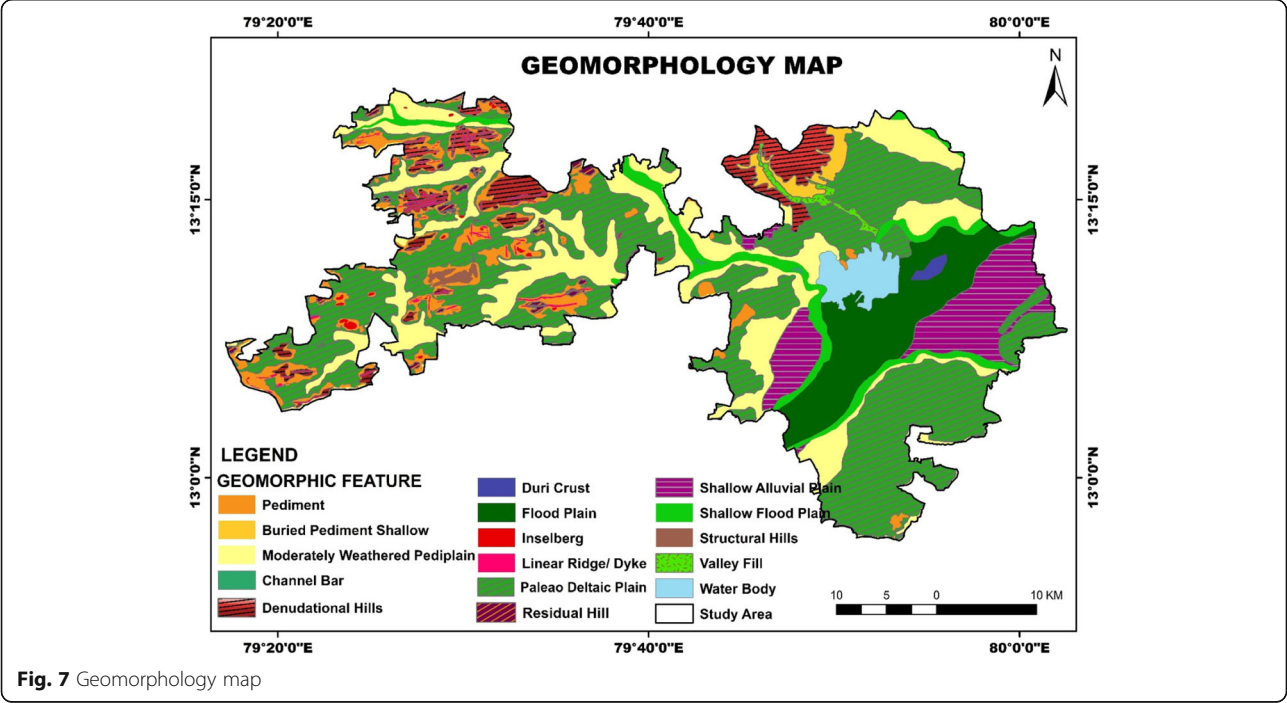 79°20'0"E 79°40'0"E 80°0'0"E
GEOMORPHOLOGY MAP
N
13°15'0"N 13°15'0"N
13°0'0"N 13°0'0"N
LEGEND
GEOMORPHIC FEATURE
Pediment
Buried Pediment Shallow
Moderately Weathered Pediplain
Channel Bar
Denudational Hills
Duri Crust
Flood Plain
Inselberg
Linear Ridge/ Dyke
Paleao Deltaic Plain
Residual Hill
Shallow Alluvial Plain
Shallow Flood Plain
Structural Hills
Valley Fill
Water Body
Study Area
10 5 0 10 KM
79°20'0"E 79°40'0"E 80°0'0"E
Fig. 7 Geomorphology map